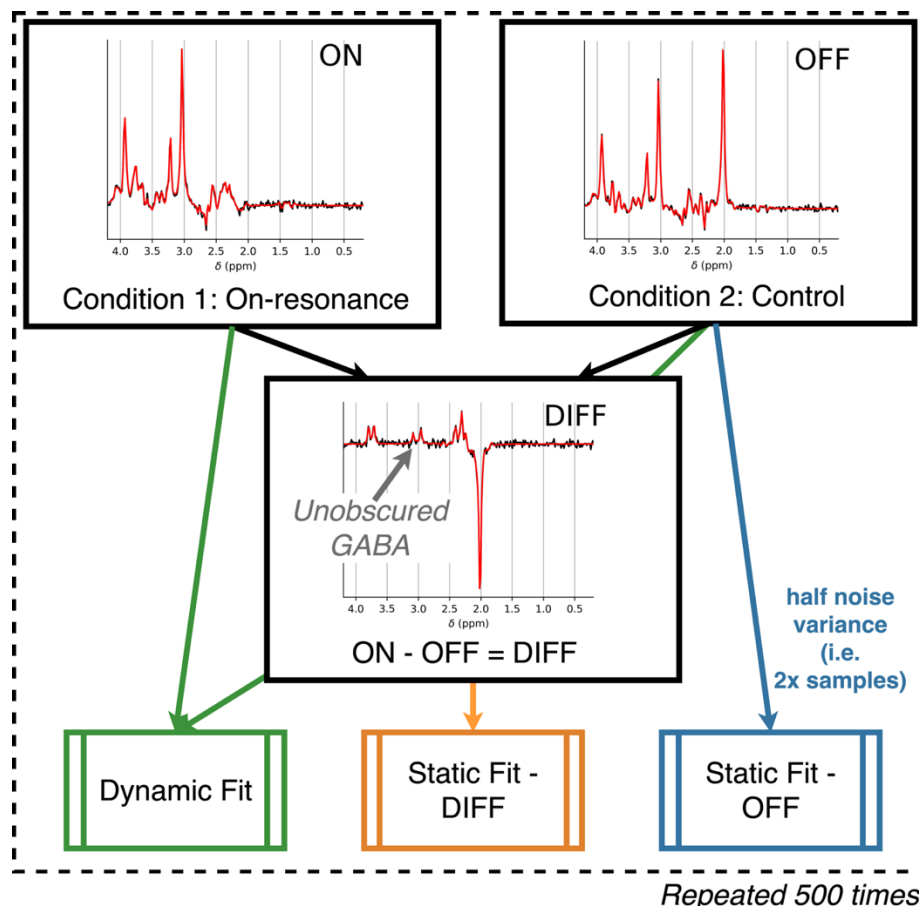 ON
4.0 3.5 3.0 2.5 2.0 1.5 1.0 0.5
δ (ppm)
Condition 1: On-resonance
OFF
4.0 3.5 3.0 2.5 2.0 1.5 1.0 0.5
δ (ppm)
Condition 2: Control
DIFF
Unobscured
GABA
4.0 3.5 3.0 2.5 2.0 1.5 1.0 0.5
δ (ppm)
ON - OFF = DIFF
half noise
variance
(i.e.
2x samples)
Dynamic Fit
Static Fit -
DIFF
Static Fit -
OFF
Repeated 500 times